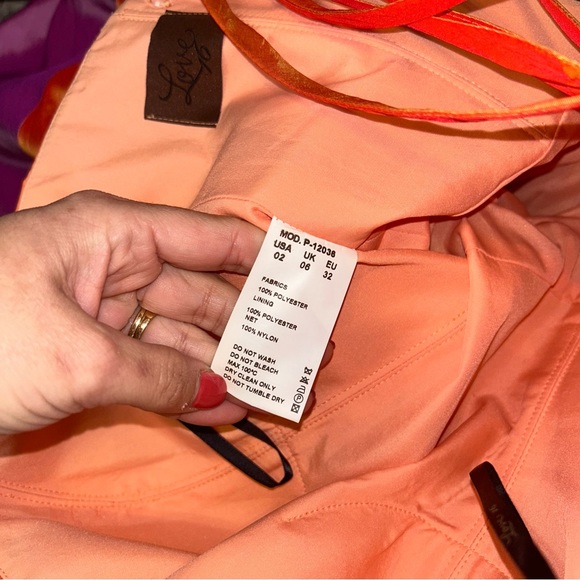 Love
MOD. P-12036
USA UK EU
02 06 32
FABRICS
100% POLYESTER
LINING
100% POLYESTER
NET
100% NYLON
DO NOT WASH
DO NOT BLEACH
MAX 100°C
DRY CLEAN ONLY
DO NOT TUMBLE DRY